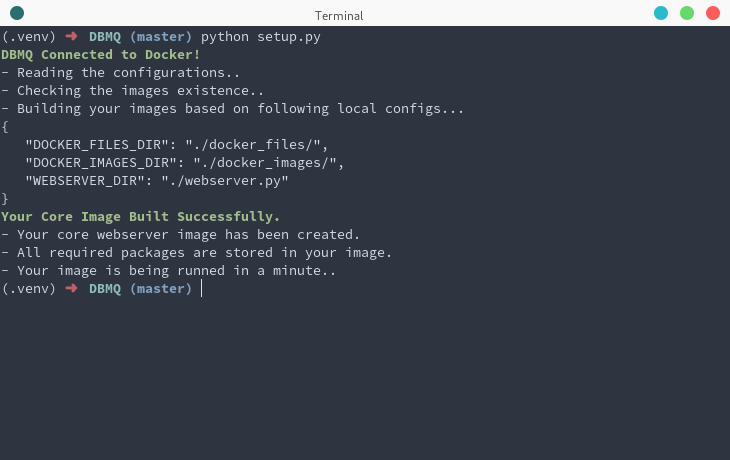 Terminal
(.venv) ➜ DBMQ (master) python setup.py
DBMQ Connected to Docker!
- Reading the configurations..
- Checking the images existence..
- Building your images based on following local configs...
{
   "DOCKER_FILES_DIR": "./docker_files/",
   "DOCKER_IMAGES_DIR": "./docker_images/",
   "WEBSERVER_DIR": "./webserver.py"
}
Your Core Image Built Successfully.
- Your core webserver image has been created.
- All required packages are stored in your image.
- Your image is being runned in a minute..
(.venv) ➜ DBMQ (master)